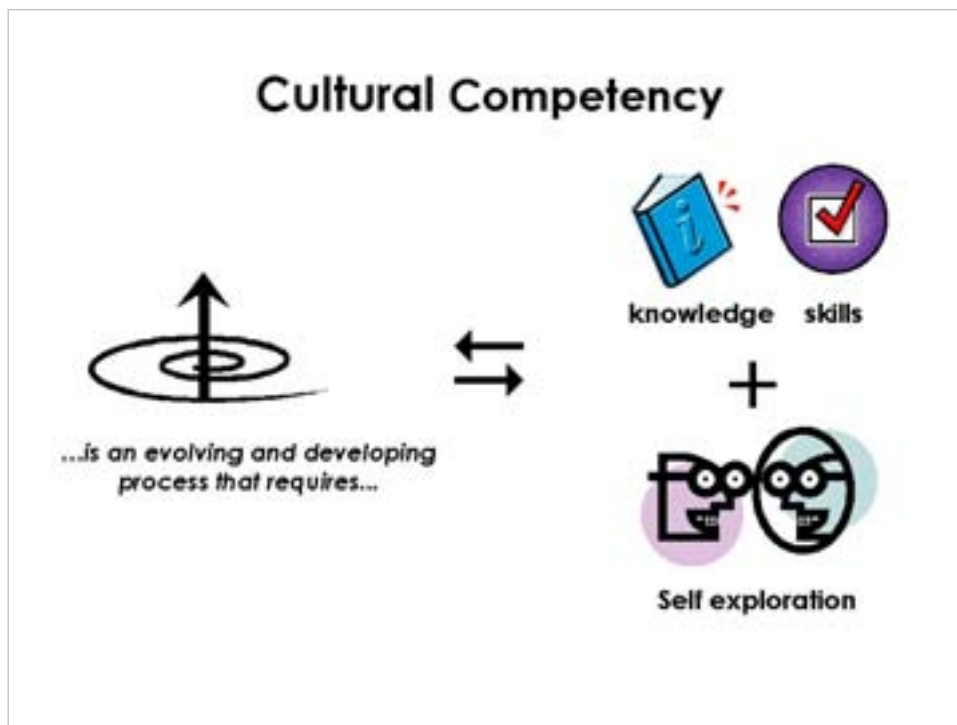 Cultural Competency
knowledge skills
...is an evolving and developing
process that requires...
+
Self exploration